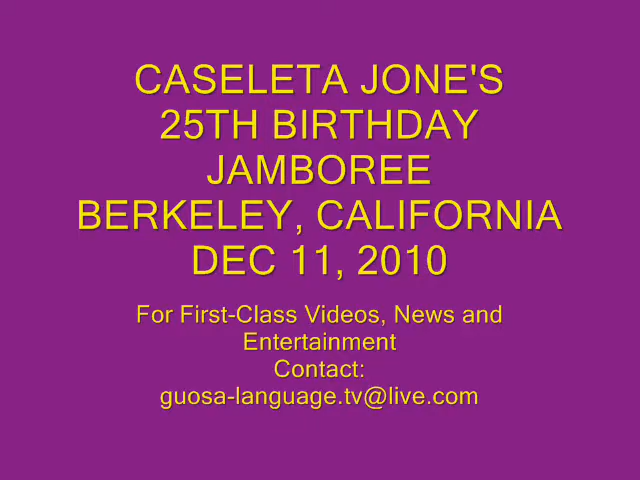 CASELETA JONE'S
25TH BIRTHDAY
JAMBOREE
BERKELEY, CALIFORNIA
DEC 11, 2010
For First-Class Videos, News and
Entertainment
Contact:
guosa-language.tv@live.com